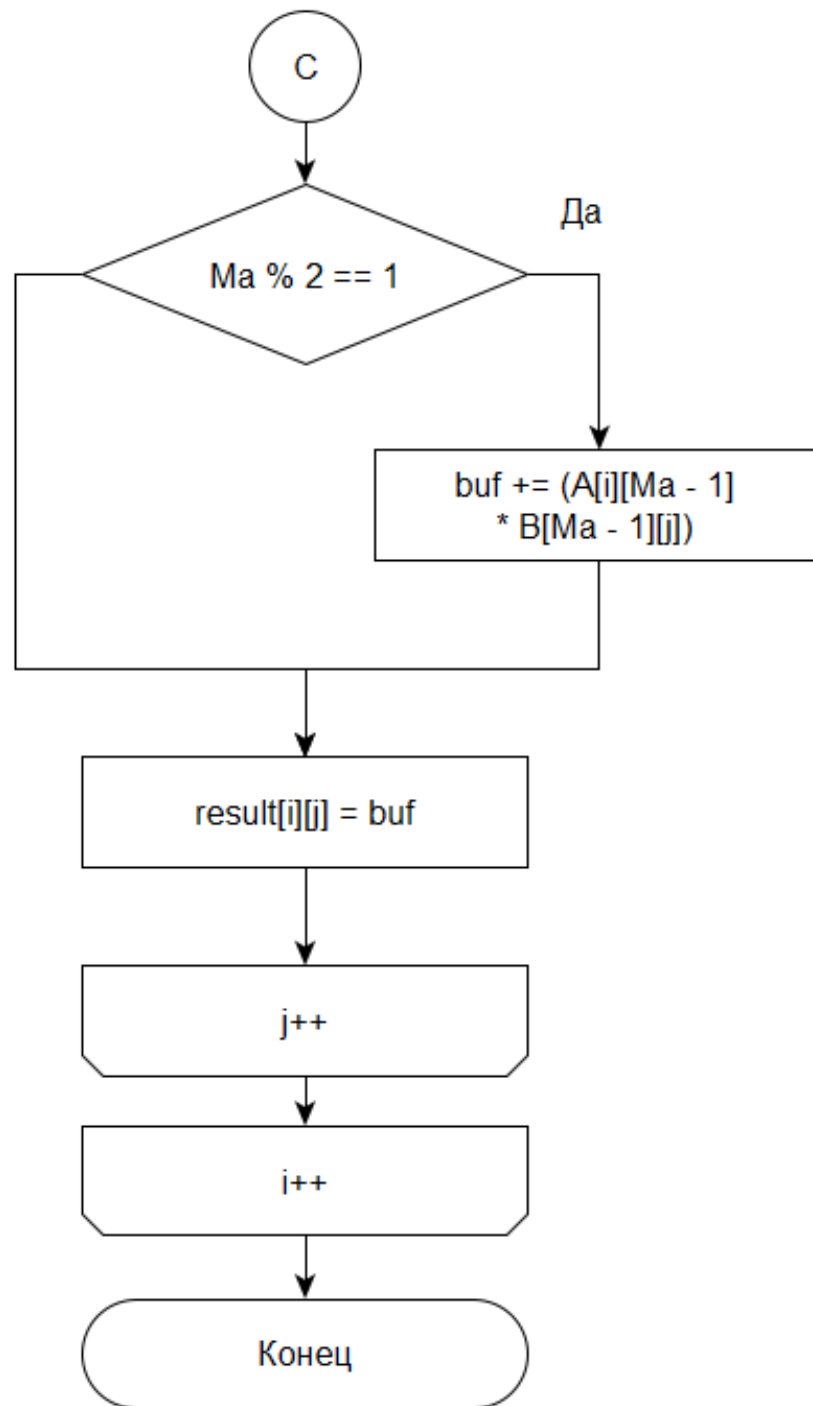 С
Да
Ma % 2 == 1
buf += (A[i][Ma - 1]
* B[Ma - 1][j])
result[i][j] = buf
j++
i++
Конец